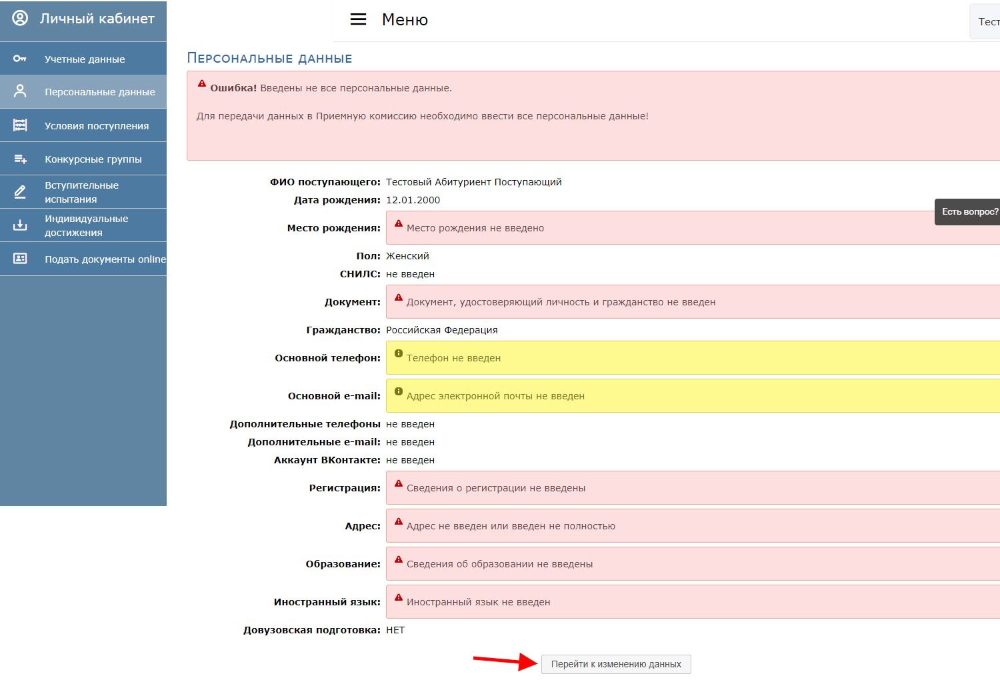 Личный кабинет
Учетные данные
Персональные данные
Условия поступления
Конкурсные группы
Вступительные
испытания
Индивидуальные
достижения
Подать документы online
Меню
Тест
Персональные данные
Ошибка! Введены не все персональные данные.
Для передачи данных в Приемную комиссию необходимо ввести все персональные данные!
ФИО поступающего: Тестовый Абитуриент Поступающий
Дата рождения: 12.01.2000
Есть вопрос?
Место рождения: Место рождения не введено
Пол: Женский
СНИЛС: не введен
Документ: Документ, удостоверяющий личность и гражданство не введен
Гражданство: Российская Федерация
Основной телефон: Телефон не введен
Основной e-mail: Адрес электронной почты не введен
Дополнительные телефоны не введен
Дополнительные e-mail: не введен
Аккаунт ВКонтакте: не введен
Регистрация: Сведения о регистрации не введены
Адрес: Адрес не введен или введен не полностью
Образование: Сведения об образовании не введены
Иностранный язык: Иностранный язык не введен
Довузовская подготовка: НЕТ
Перейти к изменению данных